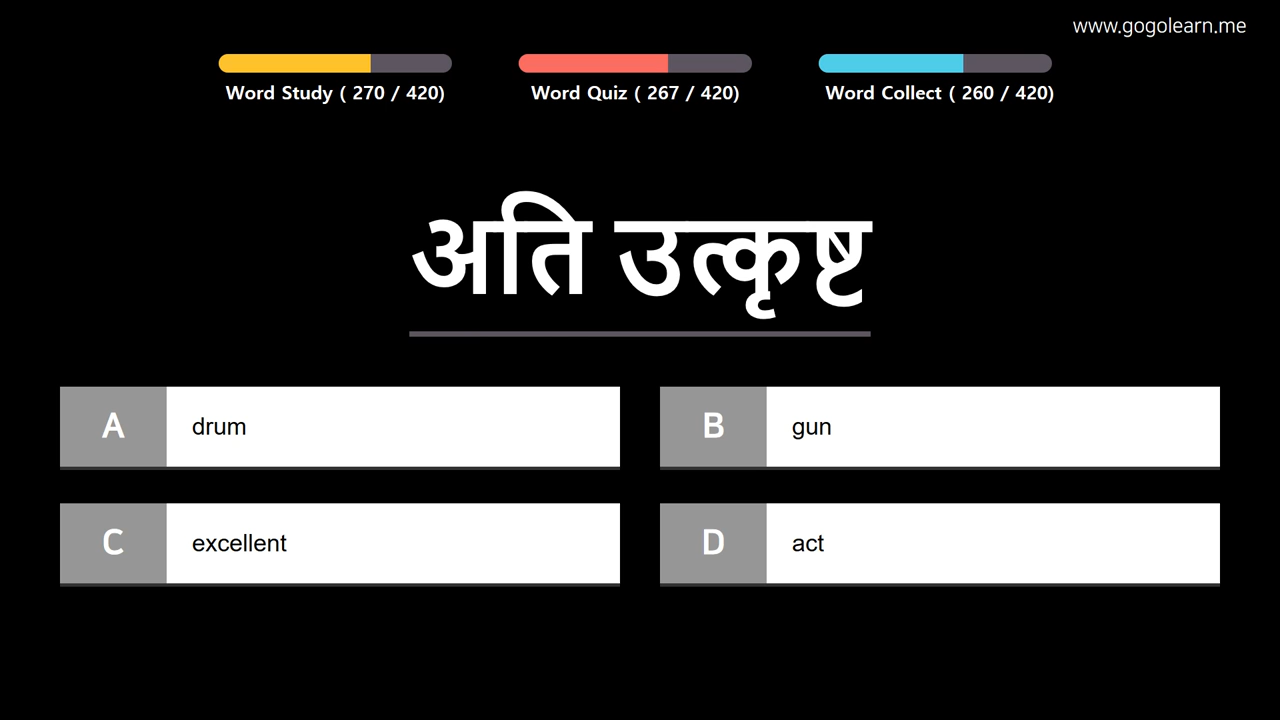 www.gogolearn.me
Word Study ( 270 / 420)
Word Quiz ( 267 / 420)
Word Collect ( 260 / 420)
अति उत्कृष्ट
A drum
B gun
C excellent
D act